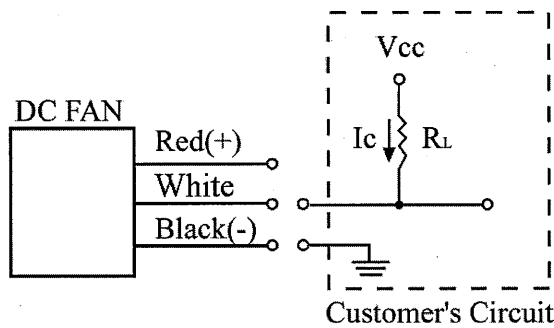 Vcc
DC FAN
Red(+)
Ic RL
White
Black(-)
Customer's Circuit